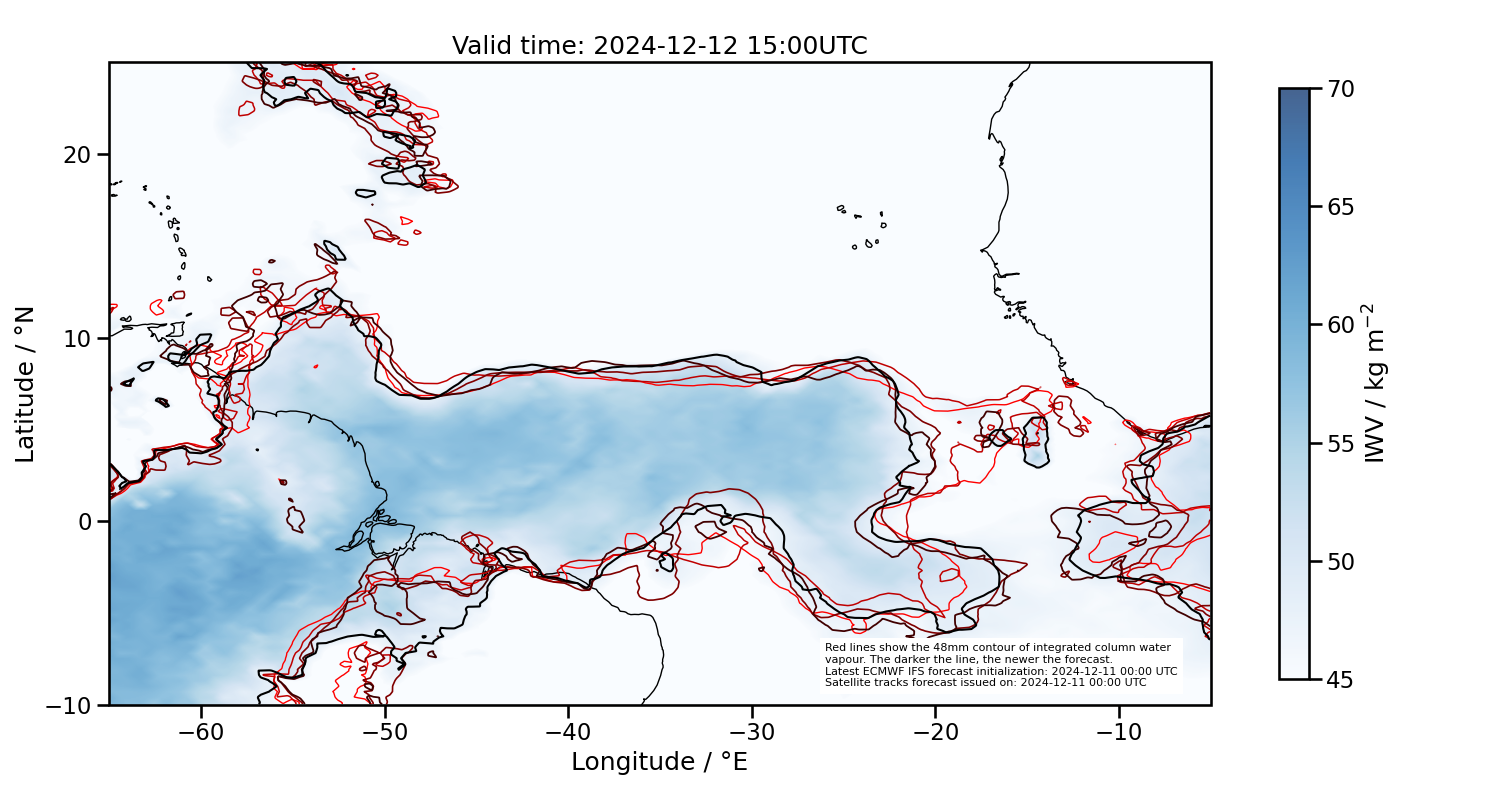 Valid time: 2024-12-12 15:00UTC
20
10
0
−10
Latitude / °N
−60
−50
−40
−30
−20
−10
Longitude / °E
70
65
60
55
50
45
IWV / kg m⁻²
Red lines show the 48mm contour of integrated column water
vapour. The darker the line, the newer the forecast.
Latest ECMWF IFS forecast initialization: 2024-12-11 00:00 UTC
Satellite tracks forecast issued on: 2024-12-11 00:00 UTC